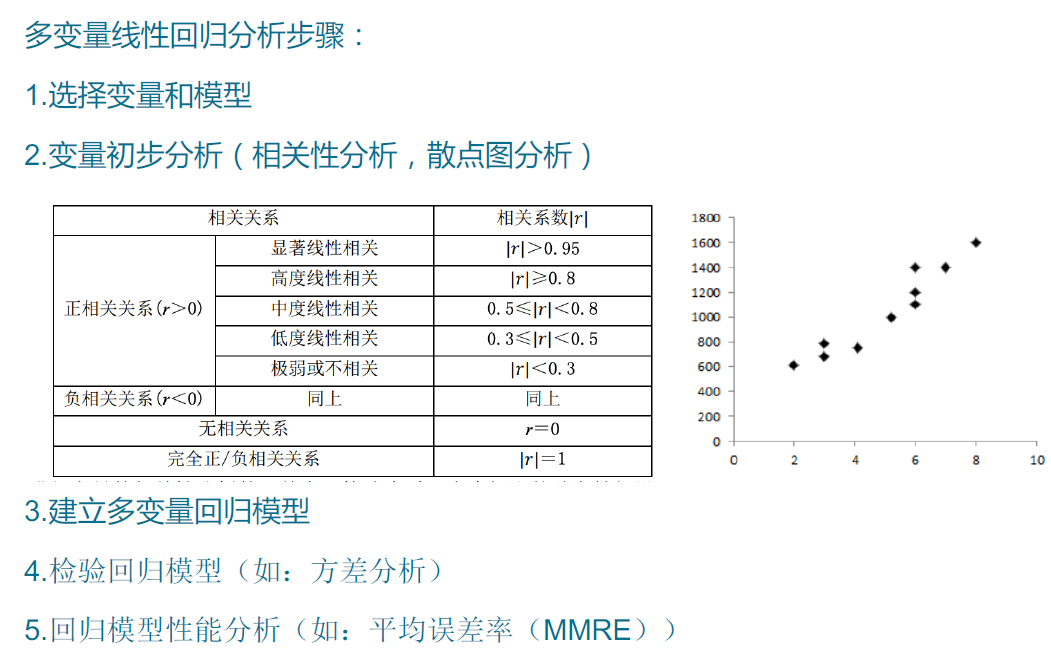 多变量线性回归分析步骤：
1.选择变量和模型
2.变量初步分析（相关性分析，散点图分析）
相关关系 相关系数|r|
正相关关系(r＞0)
显著线性相关 |r|＞0.95
高度线性相关 |r|≥0.8
中度线性相关 0.5≤|r|＜0.8
低度线性相关 0.3≤|r|＜0.5
极弱或不相关 |r|＜0.3
负相关关系(r＜0) 同上 同上
无相关关系 r＝0
完全正/负相关关系 |r|＝1
1800
1600
1400
1200
1000
800
600
400
200
0
0 2 4 6 8 10
3.建立多变量回归模型
4.检验回归模型（如：方差分析）
5.回归模型性能分析（如：平均误差率（MMRE））